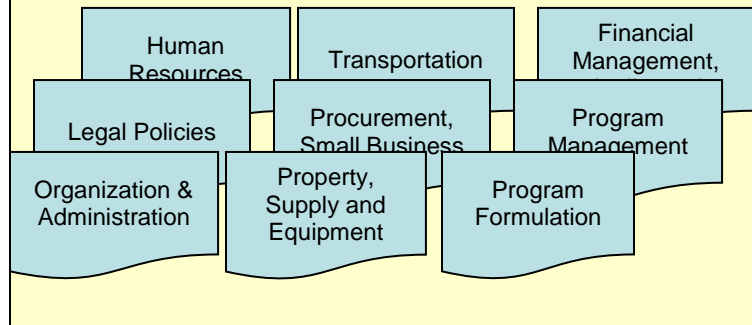 Human
Resources
Transportation
Financial
Management,
Legal Policies
Procurement,
Small Business
Program
Management
Organization &
Administration
Property,
Supply and
Equipment
Program
Formulation